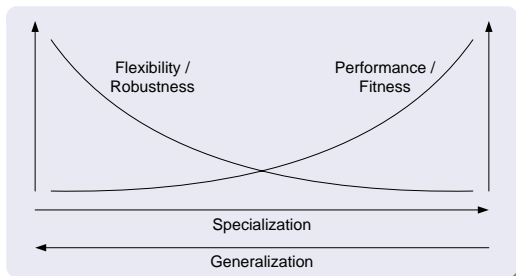 Flexibility /
Robustness
Performance /
Fitness
Specialization
Generalization